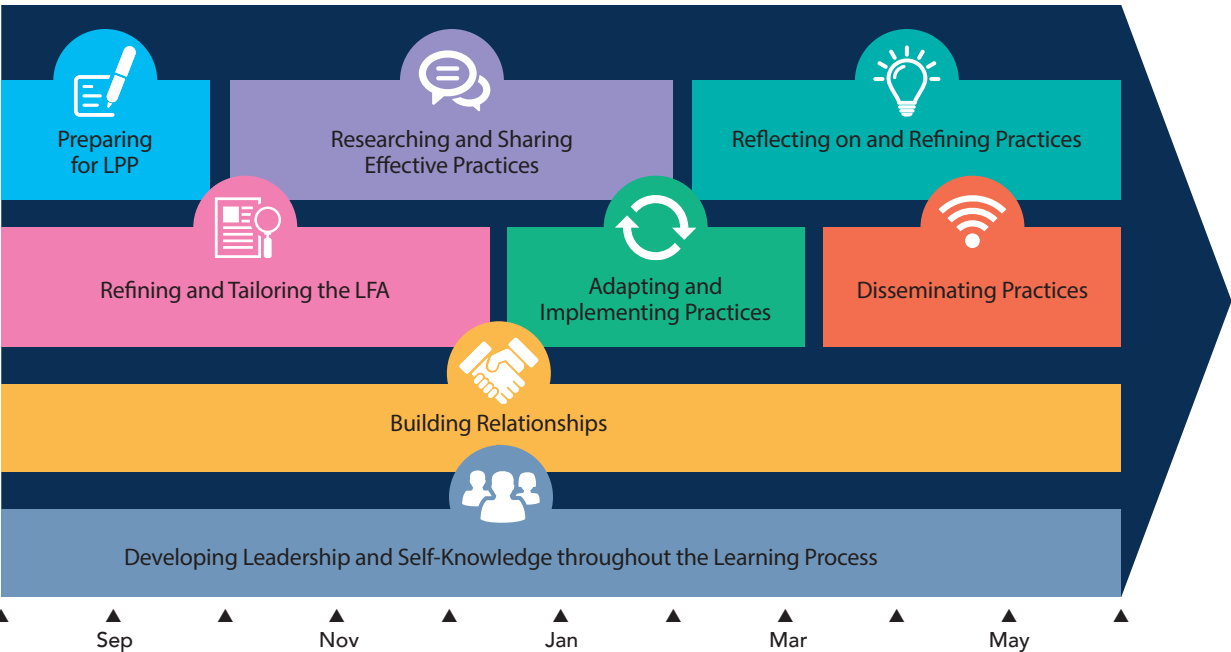 Preparing
for LPP
Researching and Sharing
Effective Practices
Reflecting on and Refining Practices
Refining and Tailoring the LFA
Adapting and
Implementing Practices
Disseminating Practices
Building Relationships
Developing Leadership and Self-Knowledge throughout the Learning Process
Sep Nov Jan Mar May